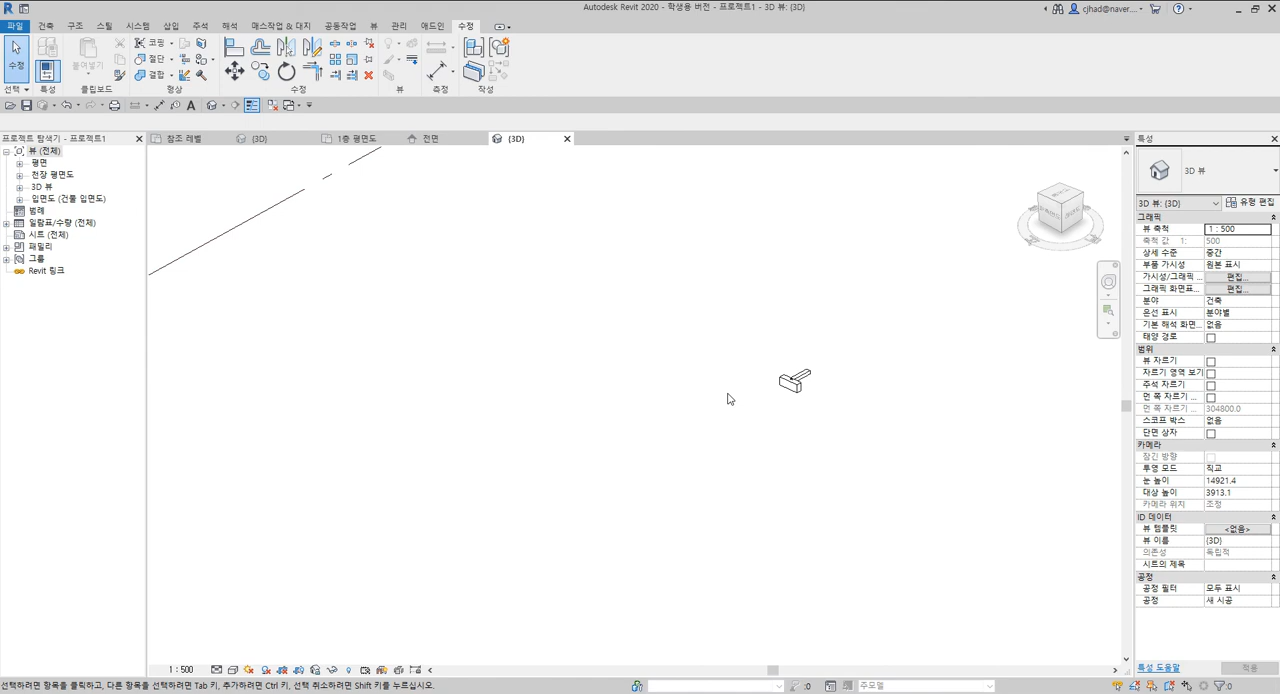 Autodesk Revit 2020 - 학생용 버전 - 프로젝트1 - 3D 뷰: {3D}
cjhad@naver....
파일 건축 구조 스틸 시스템 삽입 주석 해석 매스작업 & 대지 공동작업 뷰 관리 애드인 수정
수정
붙여넣기
코핑
절단
결합
선택 특성 클립보드 형상 수정 뷰 측정 작성
프로젝트 탐색기 - 프로젝트1
참조 레벨
{3D}
1층 평면도
전면
{3D}
뷰 (전체)
평면
천장 평면도
3D 뷰
입면도 (건물 입면도)
범례
일람표/수량 (전체)
시트 (전체)
패밀리
그룹
Revit 링크
특성
3D 뷰
3D 뷰: {3D} 유형 편집
그래픽
뷰 축척 1 : 500
축척 값 1: 500
상세 수준 중간
부품 가시성 원본 표시
가시성/그래픽 ... 편집...
그래픽 화면표... 편집...
분야 건축
은선 표시 분야별
기본 해석 화면... 없음
태양 경로
범위
뷰 자르기
자르기 영역 보기
주석 자르기
먼 쪽 자르기 ...
먼 쪽 자르기 ... 304800.0
스코프 박스 없음
단면 상자
카메라
잠긴 방향
투영 모드 직교
눈 높이 14921.4
대상 높이 3913.1
카메라 위치 조정
ID 데이터
뷰 템플릿 <없음>
뷰 이름 {3D}
의존성 독립적
시트의 제목
공정
공정 필터 모두 표시
공정 새 시공
특성 도움말 적용
1 : 500
선택하려면 항목을 클릭하고, 다른 항목을 선택하려면 Tab 키, 추가하려면 Ctrl 키, 선택 취소하려면 Shift 키를 누르십시오.
:0
주모델
:0